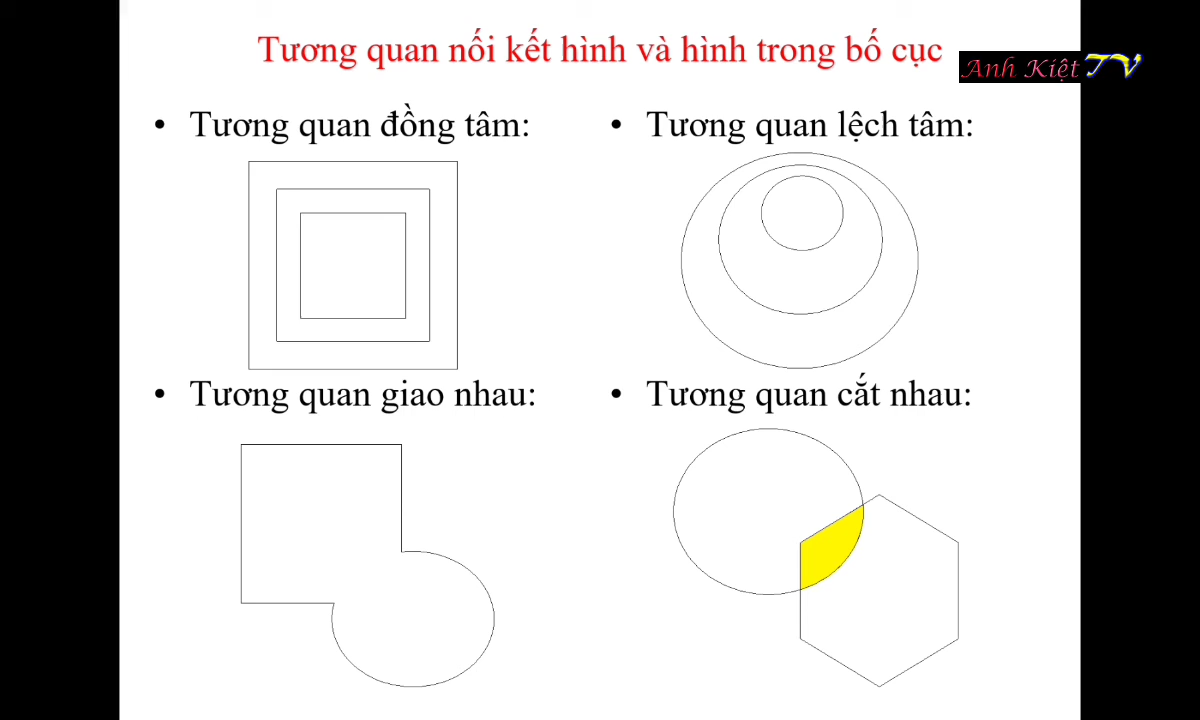 Tương quan nối kết hình và hình trong bố cục
Anh Kiệt TV
• Tương quan đồng tâm:
• Tương quan lệch tâm:
• Tương quan giao nhau:
• Tương quan cắt nhau: